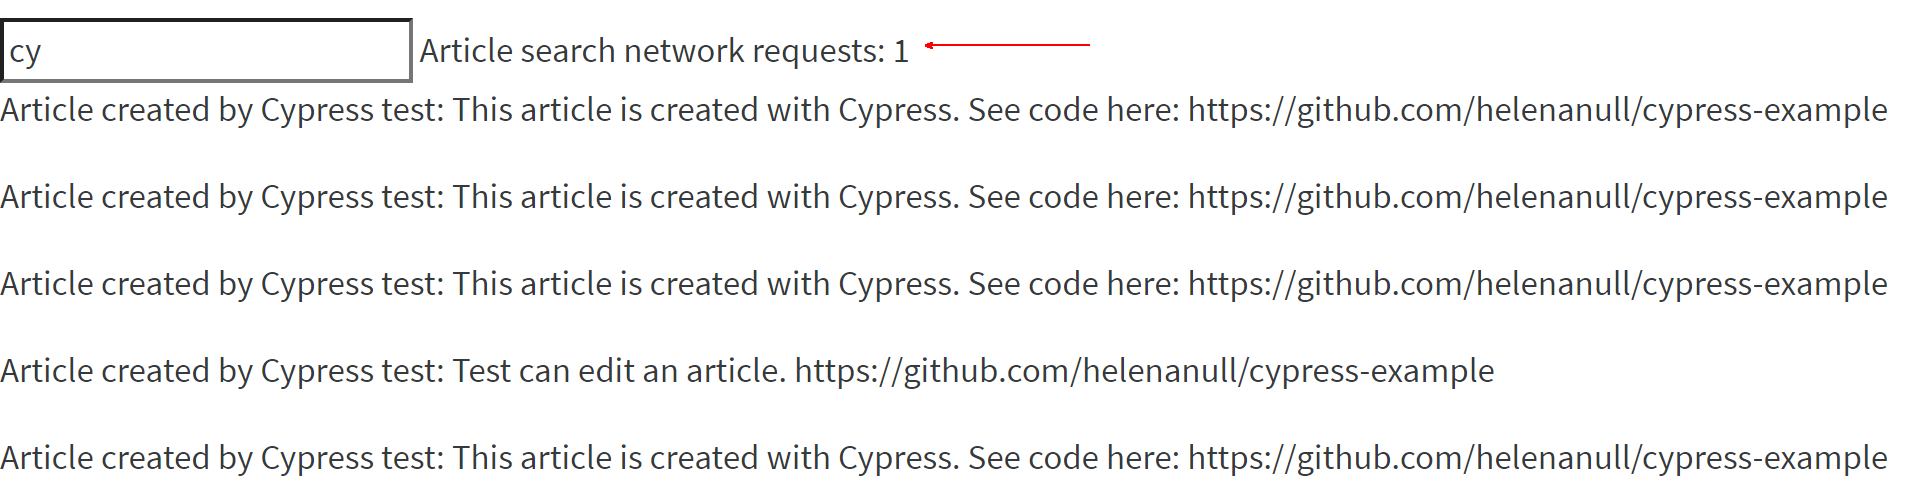 cy Article search network requests: 1
Article created by Cypress test: This article is created with Cypress. See code here: https://github.com/helenanull/cypress-example
Article created by Cypress test: This article is created with Cypress. See code here: https://github.com/helenanull/cypress-example
Article created by Cypress test: This article is created with Cypress. See code here: https://github.com/helenanull/cypress-example
Article created by Cypress test: Test can edit an article. https://github.com/helenanull/cypress-example
Article created by Cypress test: This article is created with Cypress. See code here: https://github.com/helenanull/cypress-example